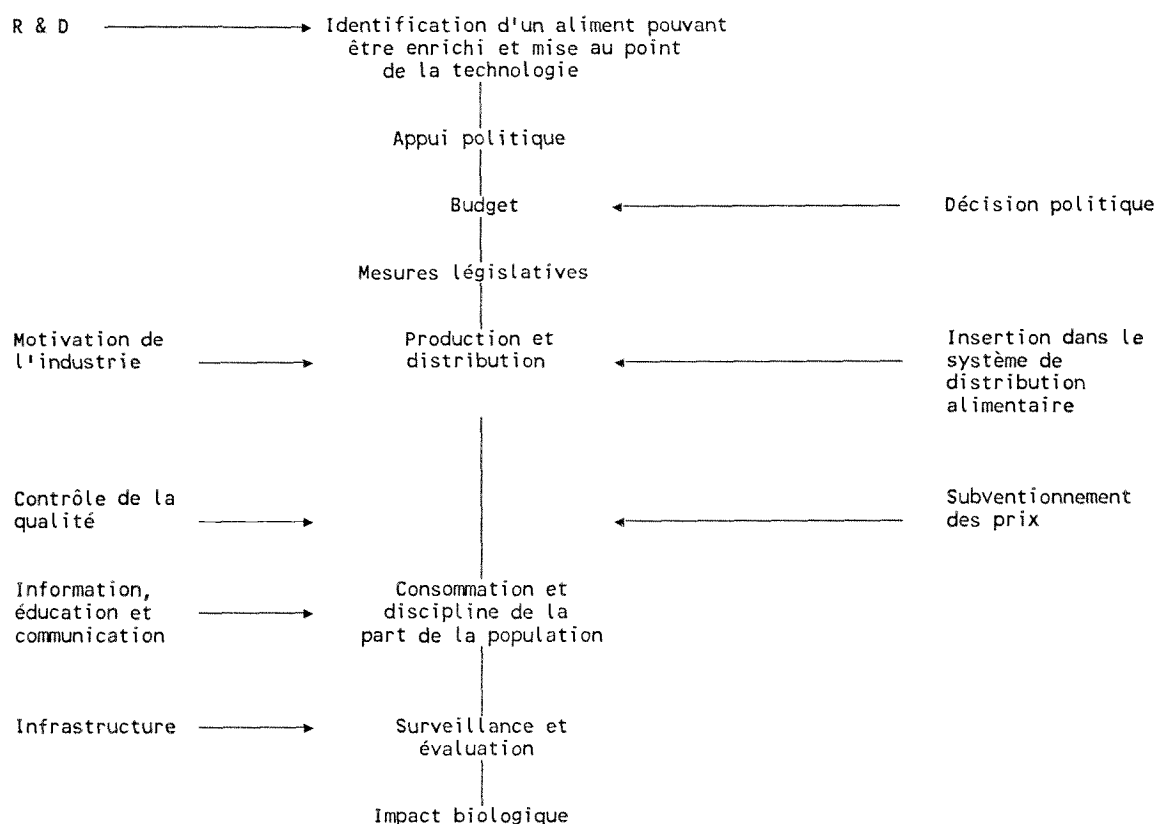 R & D
Identification d'un aliment pouvant
être enrichi et mise au point
de la technologie
Appui politique
Budget
Décision politique
Mesures législatives
Motivation de
l'industrie
Production et
distribution
Insertion dans le
système de
distribution
alimentaire
Contrôle de la
qualité
Subventionnement
des prix
Information,
éducation et
communication
Consommation et
discipline de la
part de la population
Infrastructure
Surveillance et
évaluation
Impact biologique